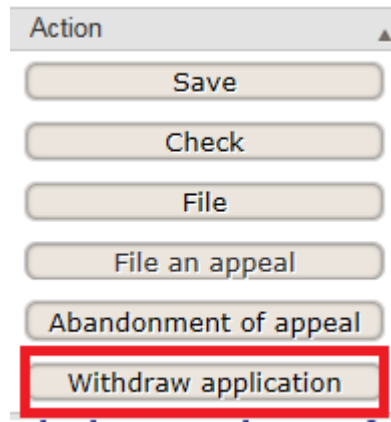 Action
Save
Check
File
File an appeal
Abandonment of appeal
Withdraw application